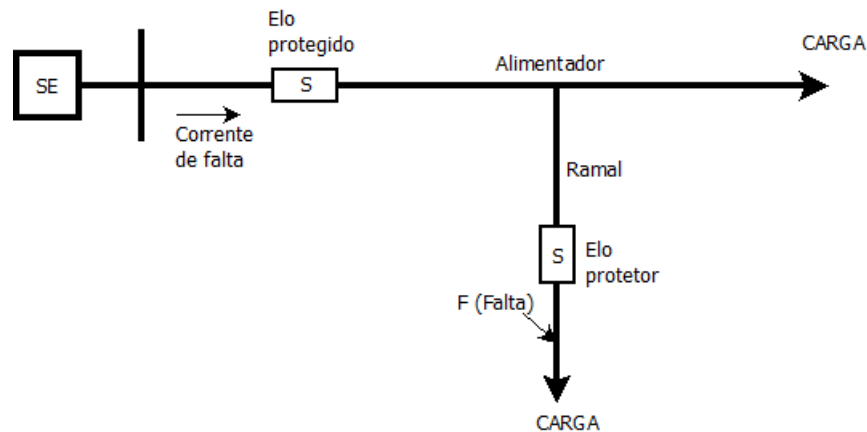 Elo
protegido
CARGA
SE
S
Alimentador
Corrente
de falta
Ramal
S
Elo
protetor
F (Falta)
CARGA